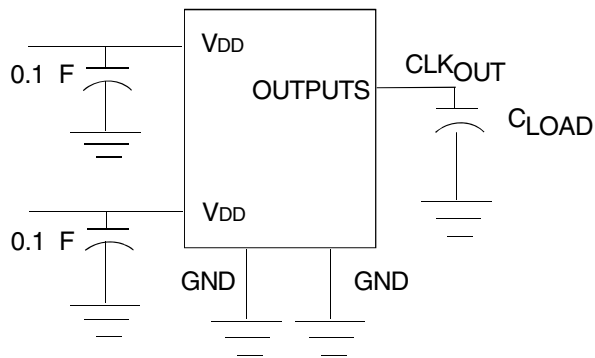 VDD
0.1 F
OUTPUTS
CLKOUT
CLOAD
VDD
0.1 F
GND
GND